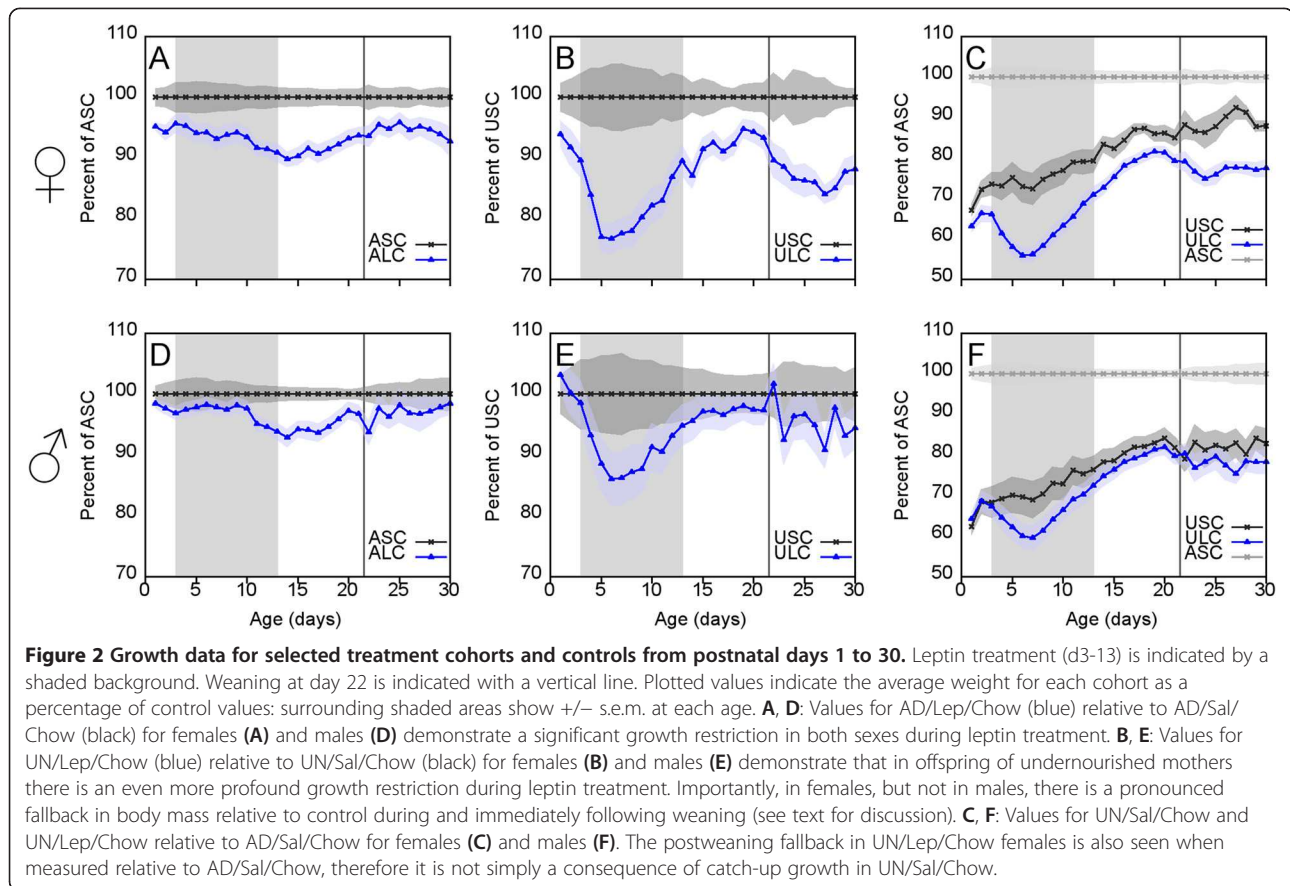 A
110
100
90
80
70
Percent of ASC
ASC
ALC
B
110
100
90
80
70
Percent of USC
USC
ULC
C
110
100
90
80
70
60
50
Percent of ASC
USC
ULC
ASC
D
110
100
90
80
70
Percent of ASC
ASC
ALC
0 5 10 15 20 25 30
Age (days)
E
110
100
90
80
70
Percent of USC
USC
ULC
0 5 10 15 20 25 30
Age (days)
F
110
100
90
80
70
60
50
Percent of ASC
USC
ULC
ASC
0 5 10 15 20 25 30
Age (days)
Figure 2 Growth data for selected treatment cohorts and controls from postnatal days 1 to 30. Leptin treatment (d3-13) is indicated by a
shaded background. Weaning at day 22 is indicated with a vertical line. Plotted values indicate the average weight for each cohort as a
percentage of control values: surrounding shaded areas show +/− s.e.m. at each age. A, D: Values for AD/Lep/Chow (blue) relative to AD/Sal/
Chow (black) for females (A) and males (D) demonstrate a significant growth restriction in both sexes during leptin treatment. B, E: Values for
UN/Lep/Chow (blue) relative to UN/Sal/Chow (black) for females (B) and males (E) demonstrate that in offspring of undernourished mothers
there is an even more profound growth restriction during leptin treatment. Importantly, in females, but not in males, there is a pronounced
fallback in body mass relative to control during and immediately following weaning (see text for discussion). C, F: Values for UN/Sal/Chow and
UN/Lep/Chow relative to AD/Sal/Chow for females (C) and males (F). The postweaning fallback in UN/Lep/Chow females is also seen when
measured relative to AD/Sal/Chow, therefore it is not simply a consequence of catch-up growth in UN/Sal/Chow.